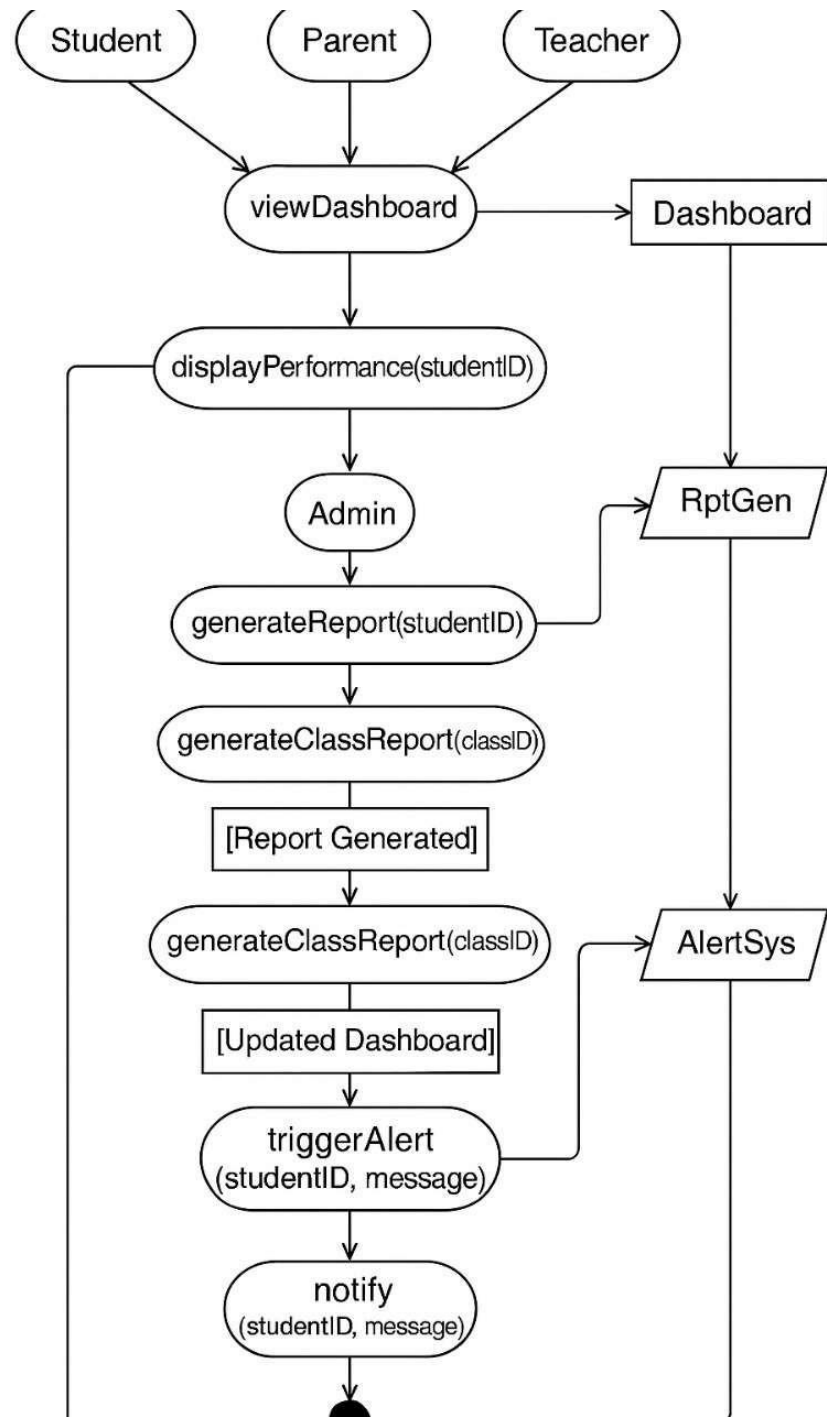 Student
Parent
Teacher
viewDashboard
Dashboard
displayPerformance(studentID)
Admin
RptGen
generateReport(studentID)
generateClassReport(classID)
[Report Generated]
generateClassReport(classID)
AlertSys
[Updated Dashboard]
triggerAlert
(studentID, message)
notify
(studentID, message)